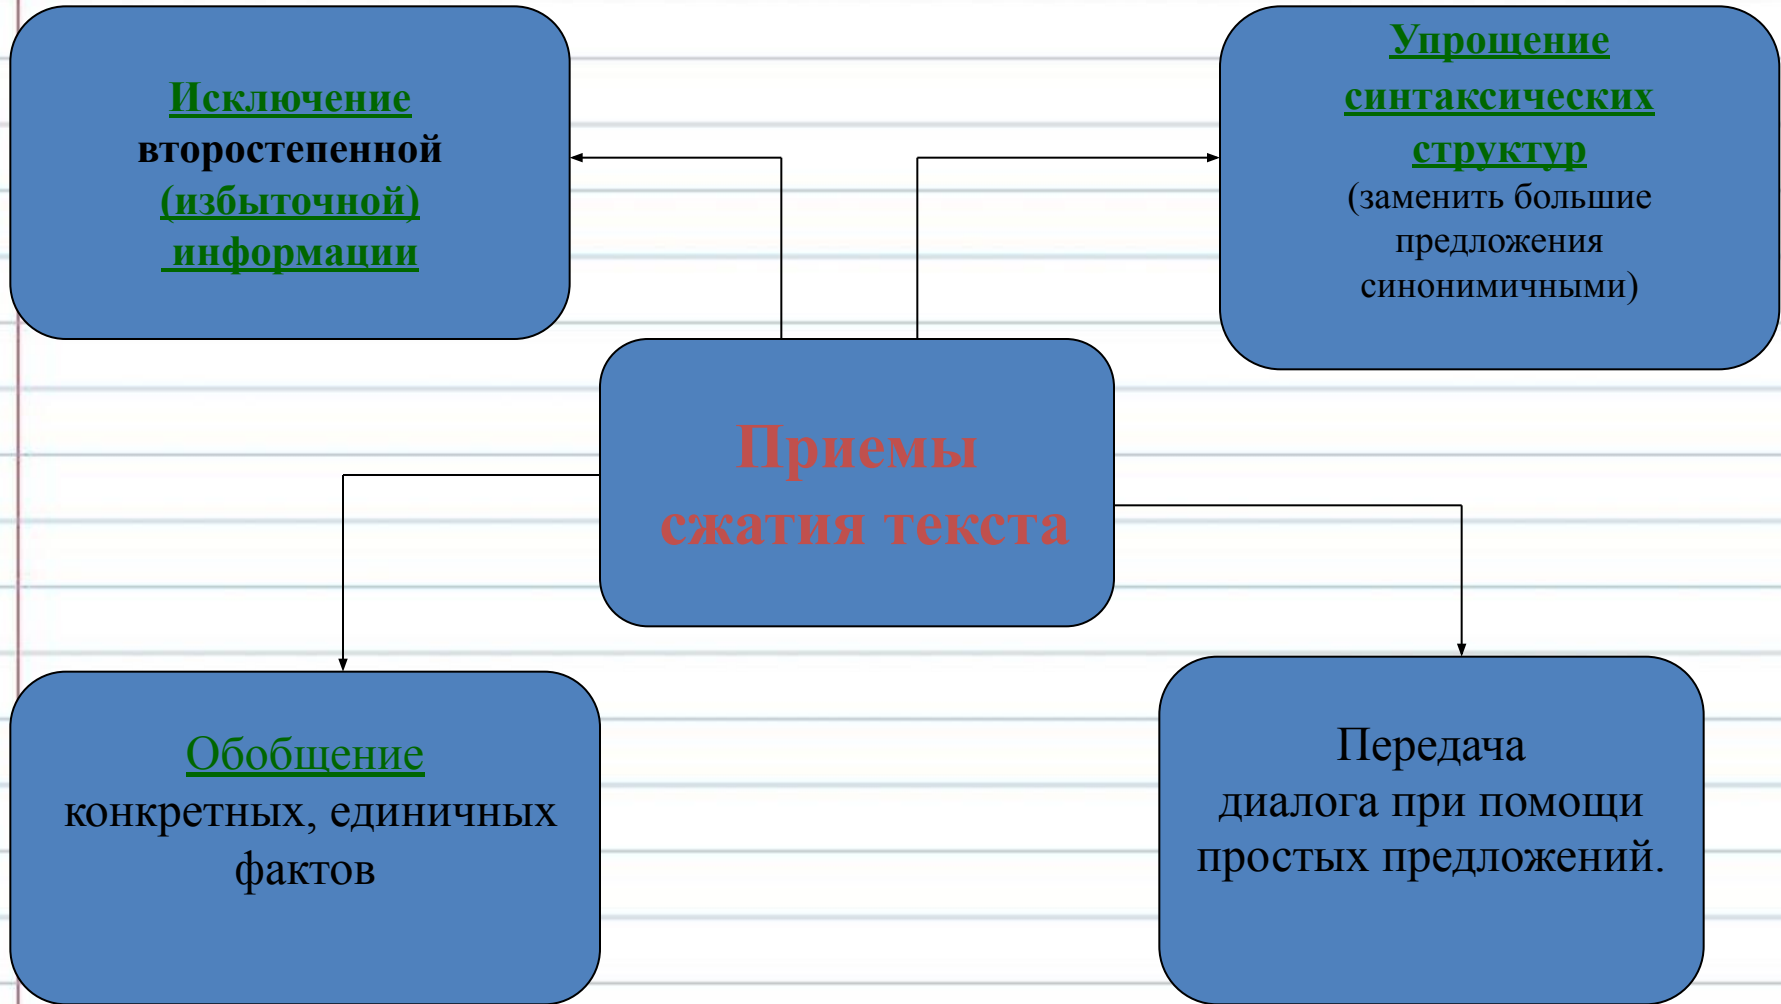 Исключение
второстепенной
(избыточной)
информации
Упрощение
синтаксических
структур
(заменить большие
предложения
синонимичными)
Приемы
сжатия текста
Обобщение
конкретных, единичных
фактов
Передача
диалога при помощи
простых предложений.